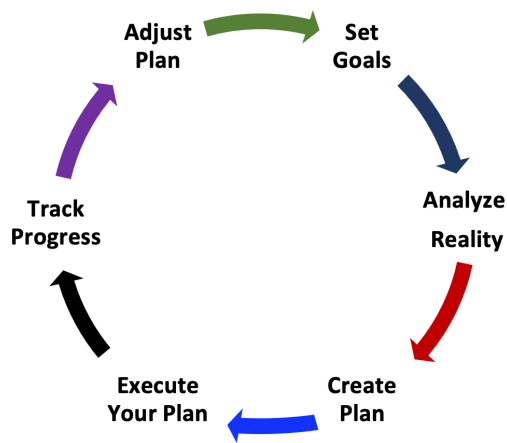 Set
Goals
Analyze
Reality
Create
Plan
Execute
Your Plan
Track
Progress
Adjust
Plan